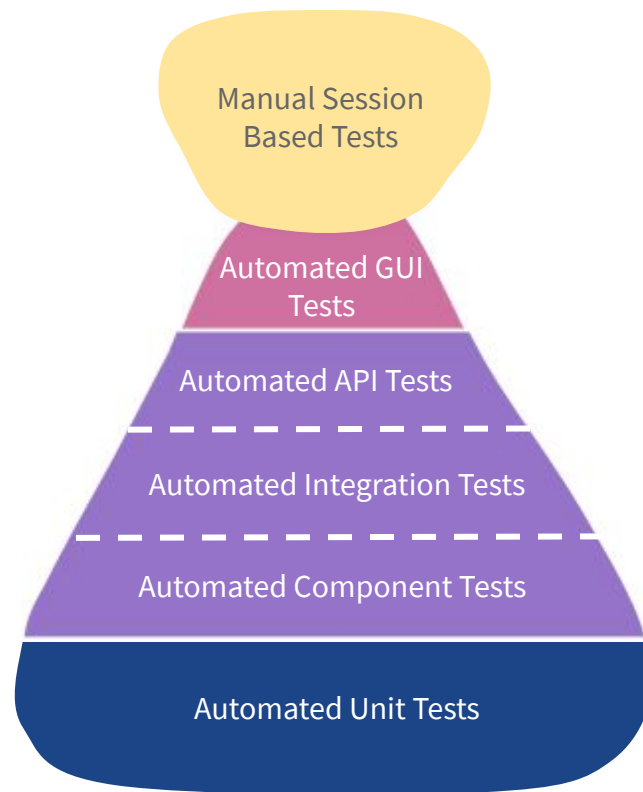 Manual Session
Based Tests
Automated GUI
Tests
Automated API Tests
Automated Integration Tests
Automated Component Tests
Automated Unit Tests